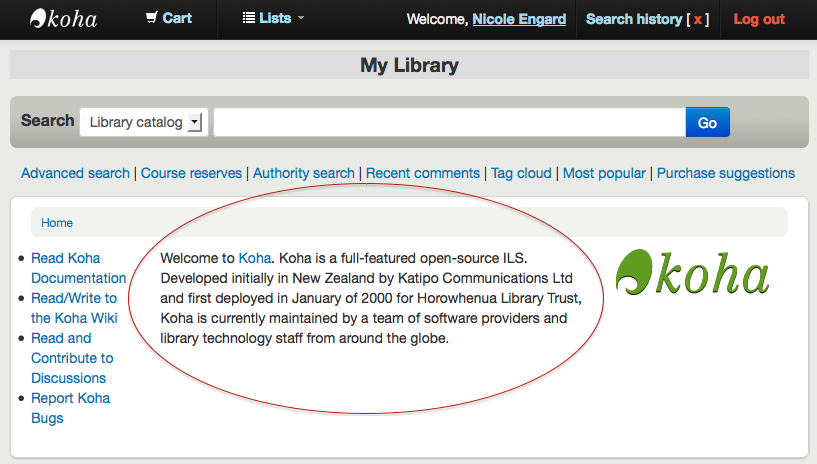 koha Cart Lists Welcome, Nicole Engard Search history [ x ] Log out
My Library
Search Library catalog Go
Advanced search | Course reserves | Authority search | Recent comments | Tag cloud | Most popular | Purchase suggestions
Home
Read Koha
Documentation
Read/Write to
the Koha Wiki
Read and
Contribute to
Discussions
Report Koha
Bugs
Welcome to Koha. Koha is a full-featured open-source ILS.
Developed initially in New Zealand by Katipo Communications Ltd
and first deployed in January of 2000 for Horowhenua Library Trust,
Koha is currently maintained by a team of software providers and
library technology staff from around the globe.
koha